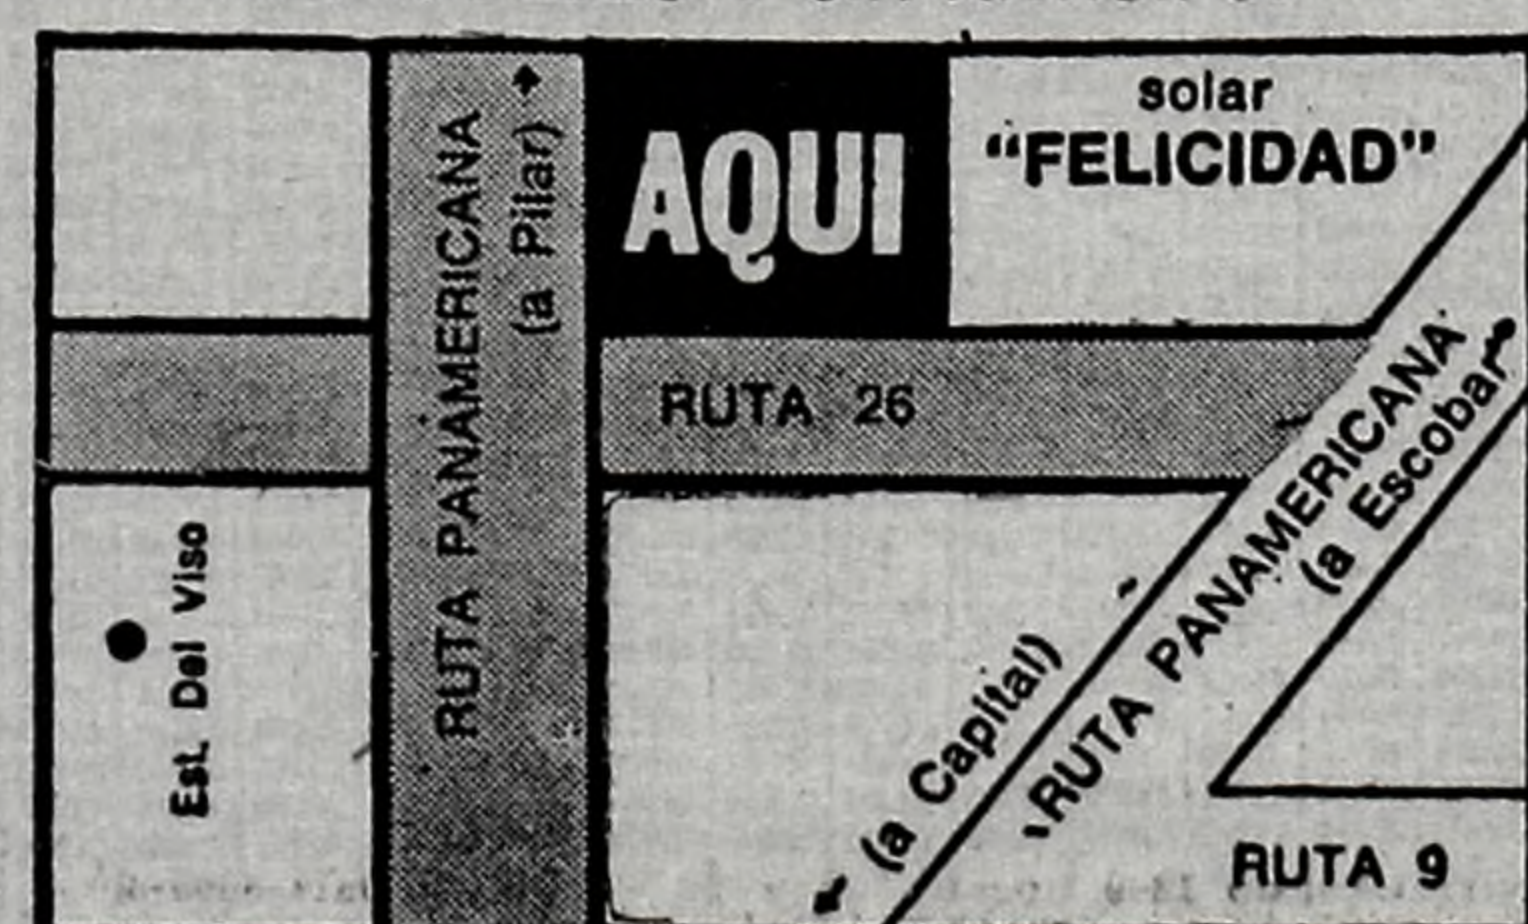 solar
“FELICIDAD”
AQUI
RUTA PANAMERICANA
(a Pilar)
RUTA 26
Est. Del Viso
RUTA PANAMERICANA
(a Escobar
(a Capital)
RUTA 9